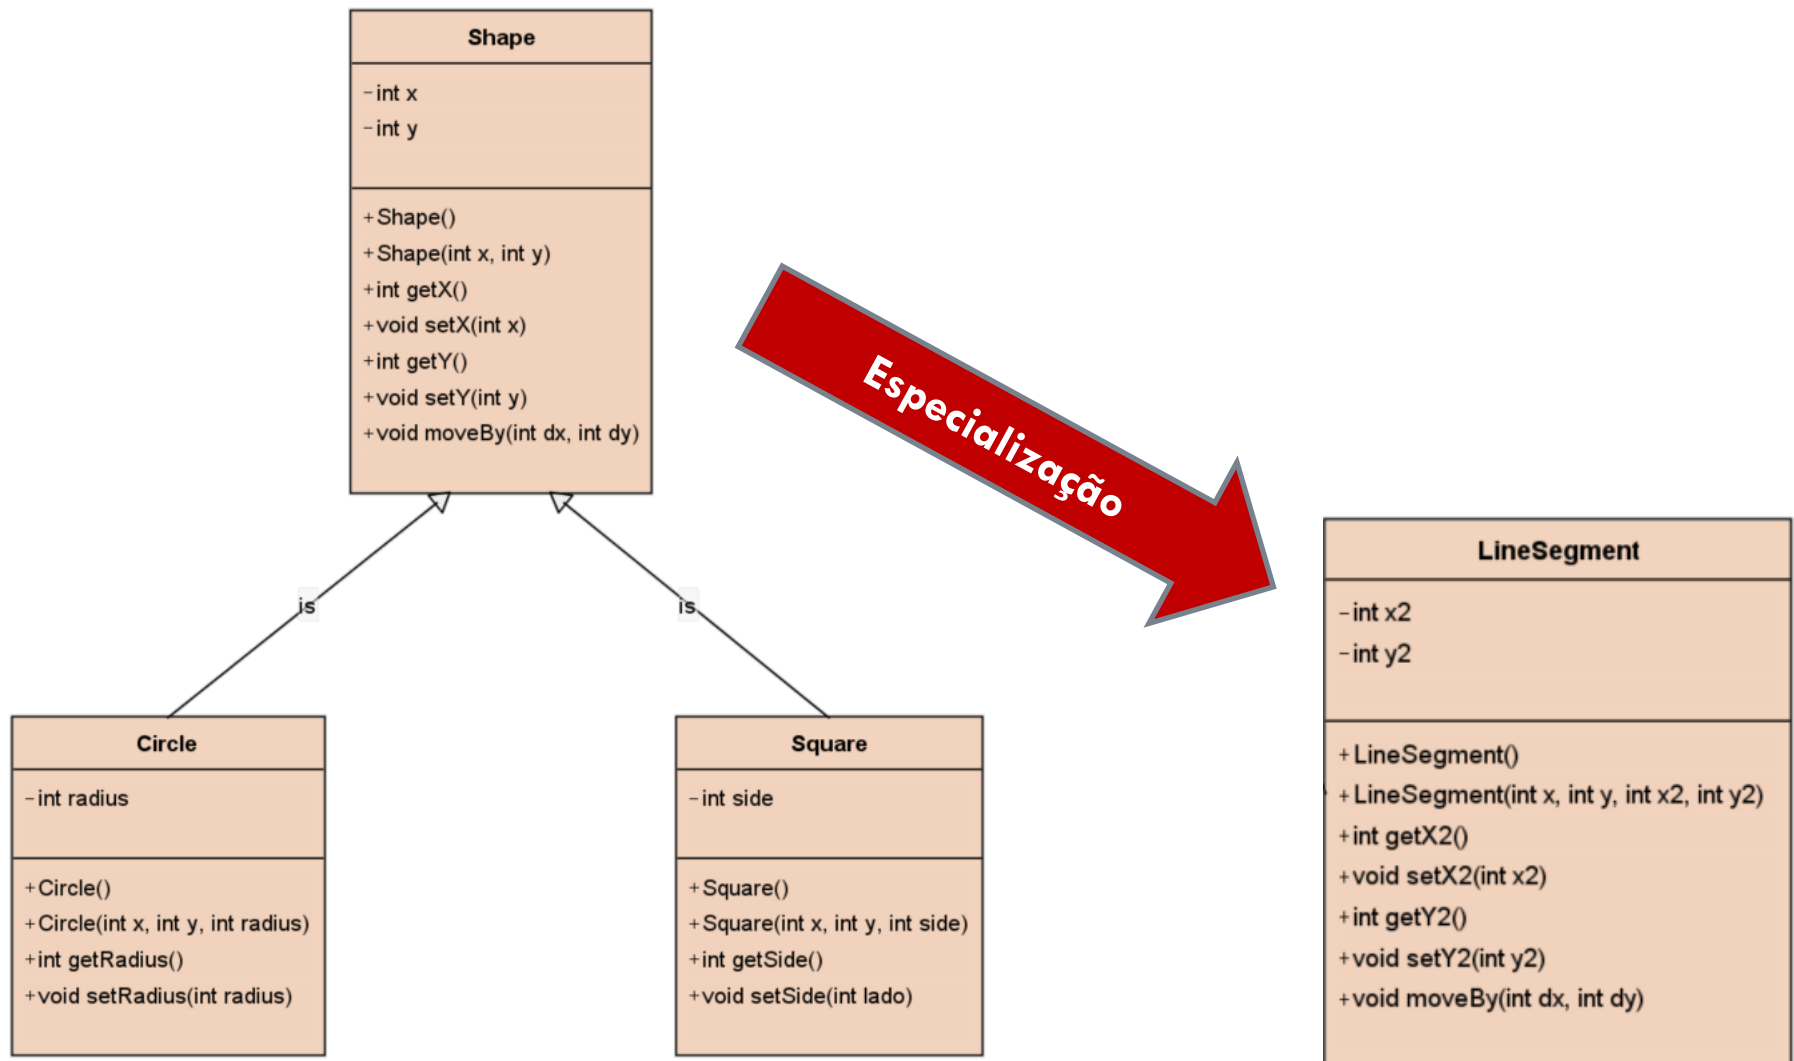 Shape
-int x
-int y
+Shape()
+Shape(int x, int y)
+int getX()
+void setX(int x)
+int getY()
+void setY(int y)
+void moveBy(int dx, int dy)
Especialização
is
is
Circle
-int radius
+Circle()
+Circle(int x, int y, int radius)
+int getRadius()
+void setRadius(int radius)
Square
-int side
+Square()
+Square(int x, int y, int side)
+int getSide()
+void setSide(int lado)
LineSegment
-int x2
-int y2
+LineSegment()
+LineSegment(int x, int y, int x2, int y2)
+int getX2()
+void setX2(int x2)
+int getY2()
+void setY2(int y2)
+void moveBy(int dx, int dy)